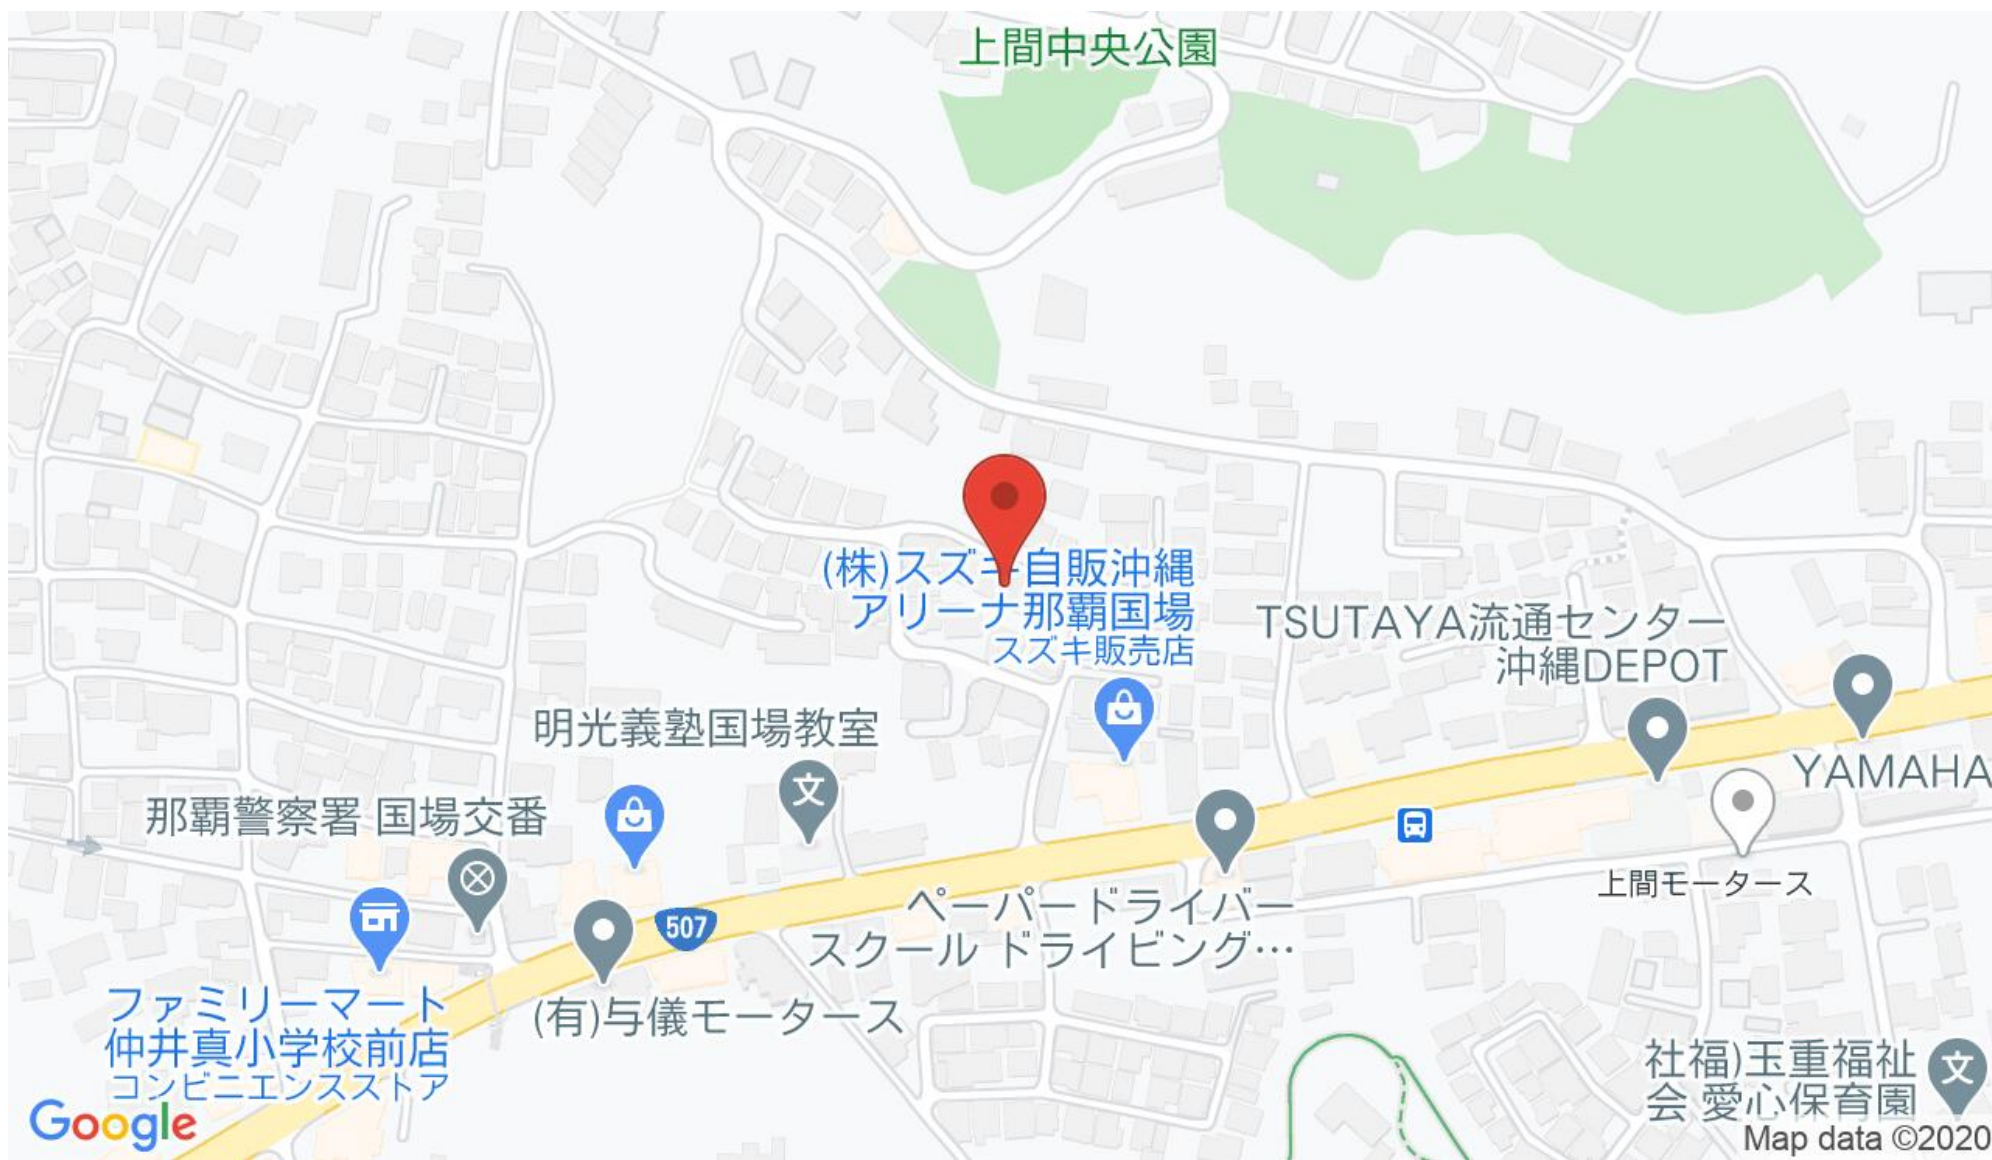 上間中央公園
(株)スズキ自販沖縄
アリーナ那覇国場
スズキ販売店
TSUTAYA流通センター
沖縄DEPOT
明光義塾国場教室
YAMAHA
那覇警察署 国場交番
上間モータース
ペーパードライバー
スクール ドライビング…
507
(有)与儀モータース
ファミリーマート
仲井真小学校前店
コンビニエンスストア
社福)玉重福祉
会 愛心保育園
文
文
Google
Map data ©2020